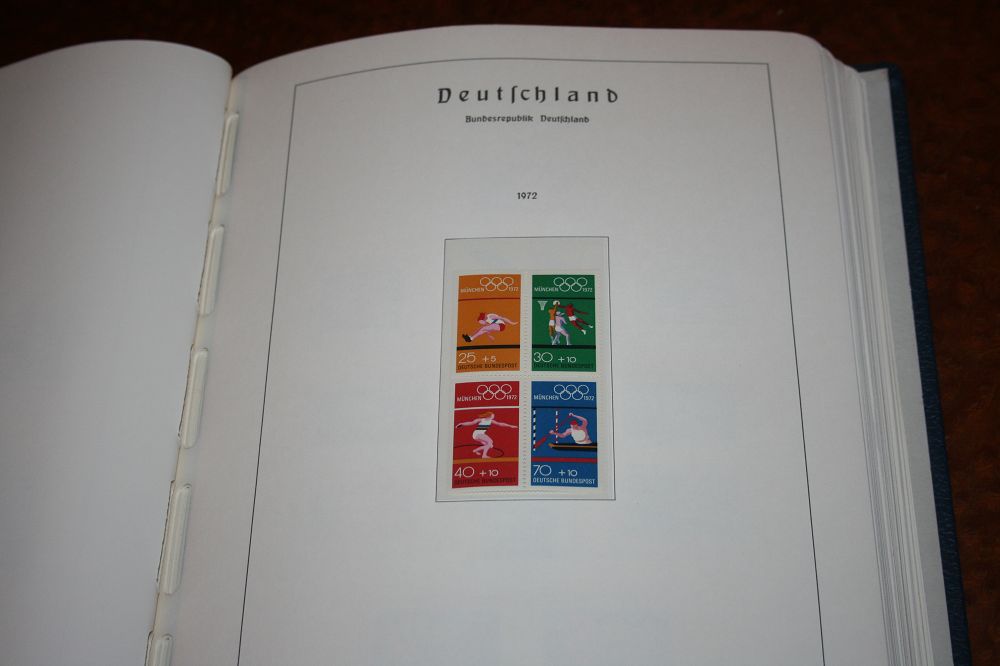 Deutſchland
Bundesrepublik Deutſchland
1972
MÜNCHEN 1972
25 +5
DEUTSCHE BUNDESPOST
MÜNCHEN 1972
30 +10
DEUTSCHE BUNDESPOST
MÜNCHEN 1972
40 +10
DEUTSCHE BUNDESPOST
MÜNCHEN 1972
70 +10
DEUTSCHE BUNDESPOST